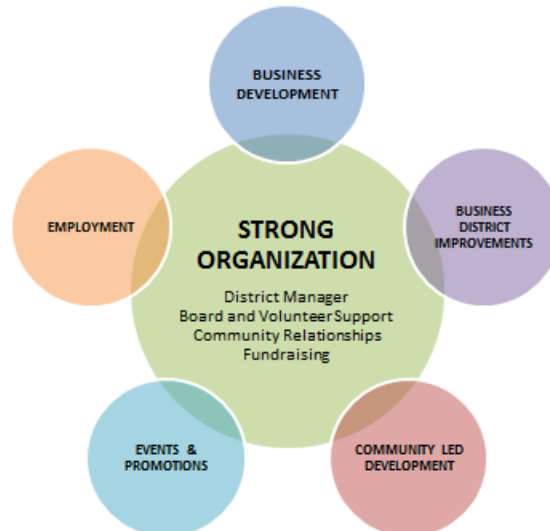 BUSINESS
DEVELOPMENT
EMPLOYMENT
BUSINESS
DISTRICT
IMPROVEMENTS
STRONG
ORGANIZATION
District Manager
Board and Volunteer Support
Community Relationships
Fundraising
EVENTS &
PROMOTIONS
COMMUNITY LED
DEVELOPMENT